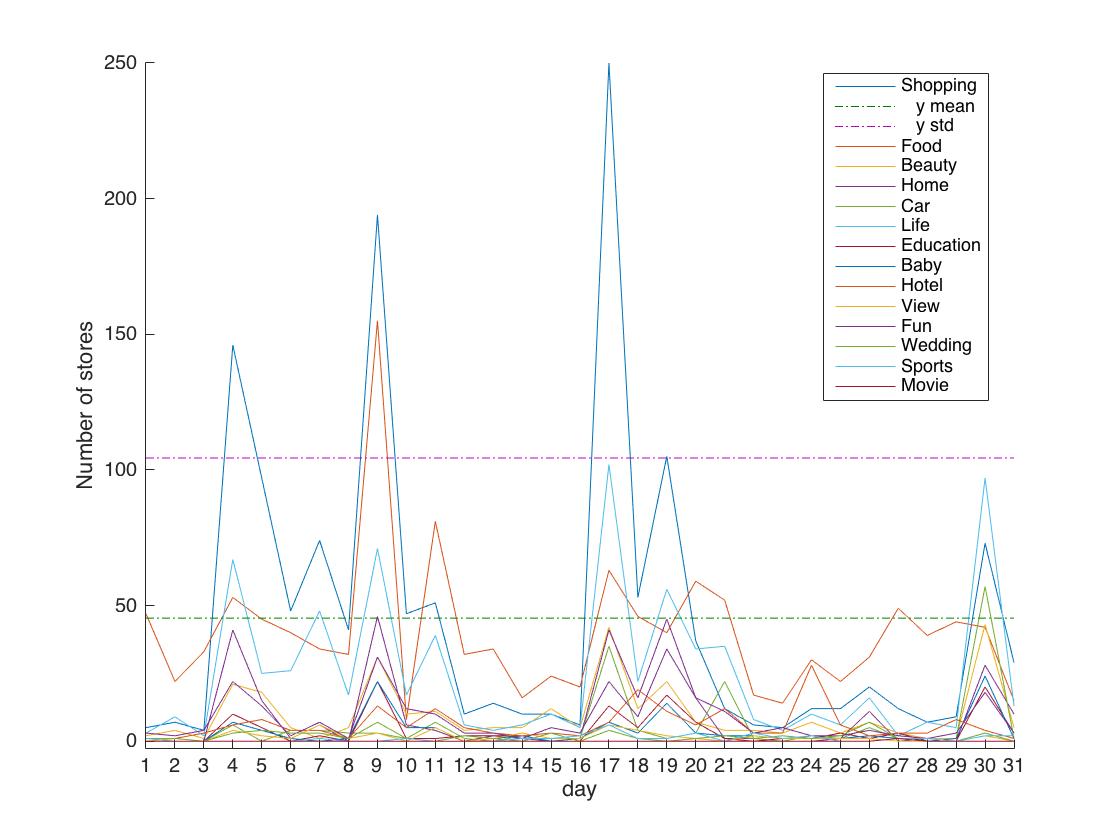 250
200
150
100
50
0
Number of stores
1 2 3 4 5 6 7 8 9 10 11 12 13 14 15 16 17 18 19 20 21 22 23 24 25 26 27 28 29 30 31
day
Shopping
y mean
y std
Food
Beauty
Home
Car
Life
Education
Baby
Hotel
View
Fun
Wedding
Sports
Movie